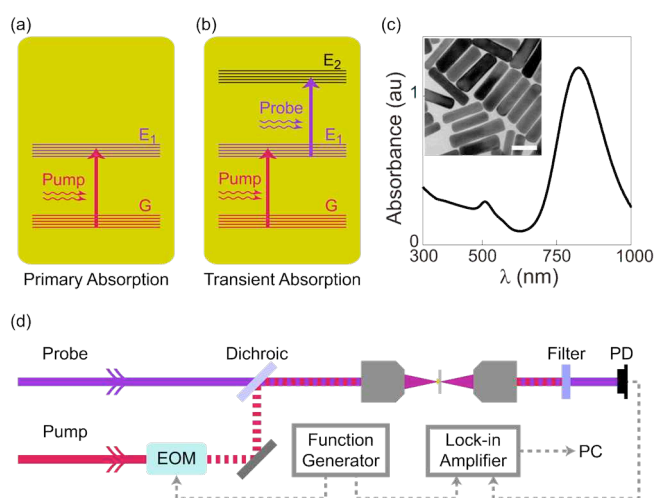 (a)
E1
Pump
G
Primary Absorption
(b)
E2
Probe
E1
Pump
G
Transient Absorption
(c)
Absorbance (au)
1
0
300
500
750
1000
λ (nm)
(d)
Probe
Dichroic
Filter
PD
Pump
EOM
Function
Generator
Lock-in
Amplifier
PC